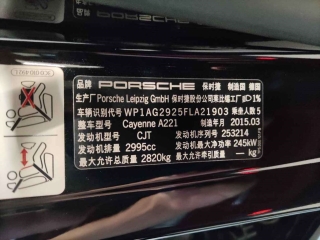 品牌 PORSCHE 保时捷 制造国 德国
生产厂 Porsche Leipzig GmbH 保时捷股份公司莱比锡工厂
车辆识别代号 WP1AG2925FLA21903 乘坐人数 5
整车型号 Cayenne A221 制造年月 2015.03
发动机型号 CJT 发动机序列号 253214
发动机排量 2995cc 发动机最大净功率 245kW
最大允许总质量 2820kg 最大允许牵引质量 — kg